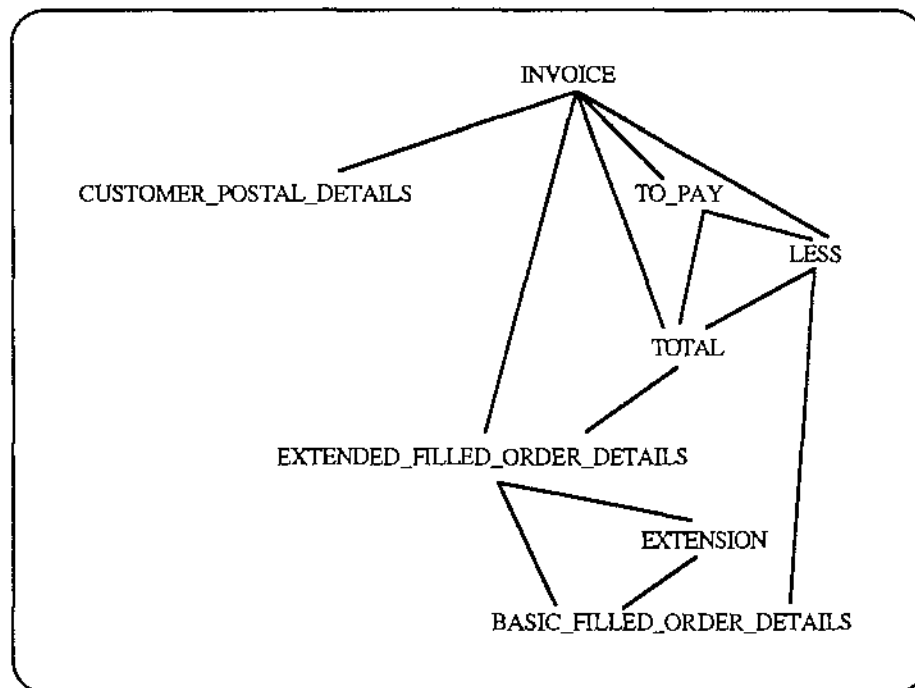 INVOICE
CUSTOMER_POSTAL_DETAILS
TO_PAY
LESS
TOTAL
EXTENDED_FILLED_ORDER_DETAILS
EXTENSION
BASIC_FILLED_ORDER_DETAILS